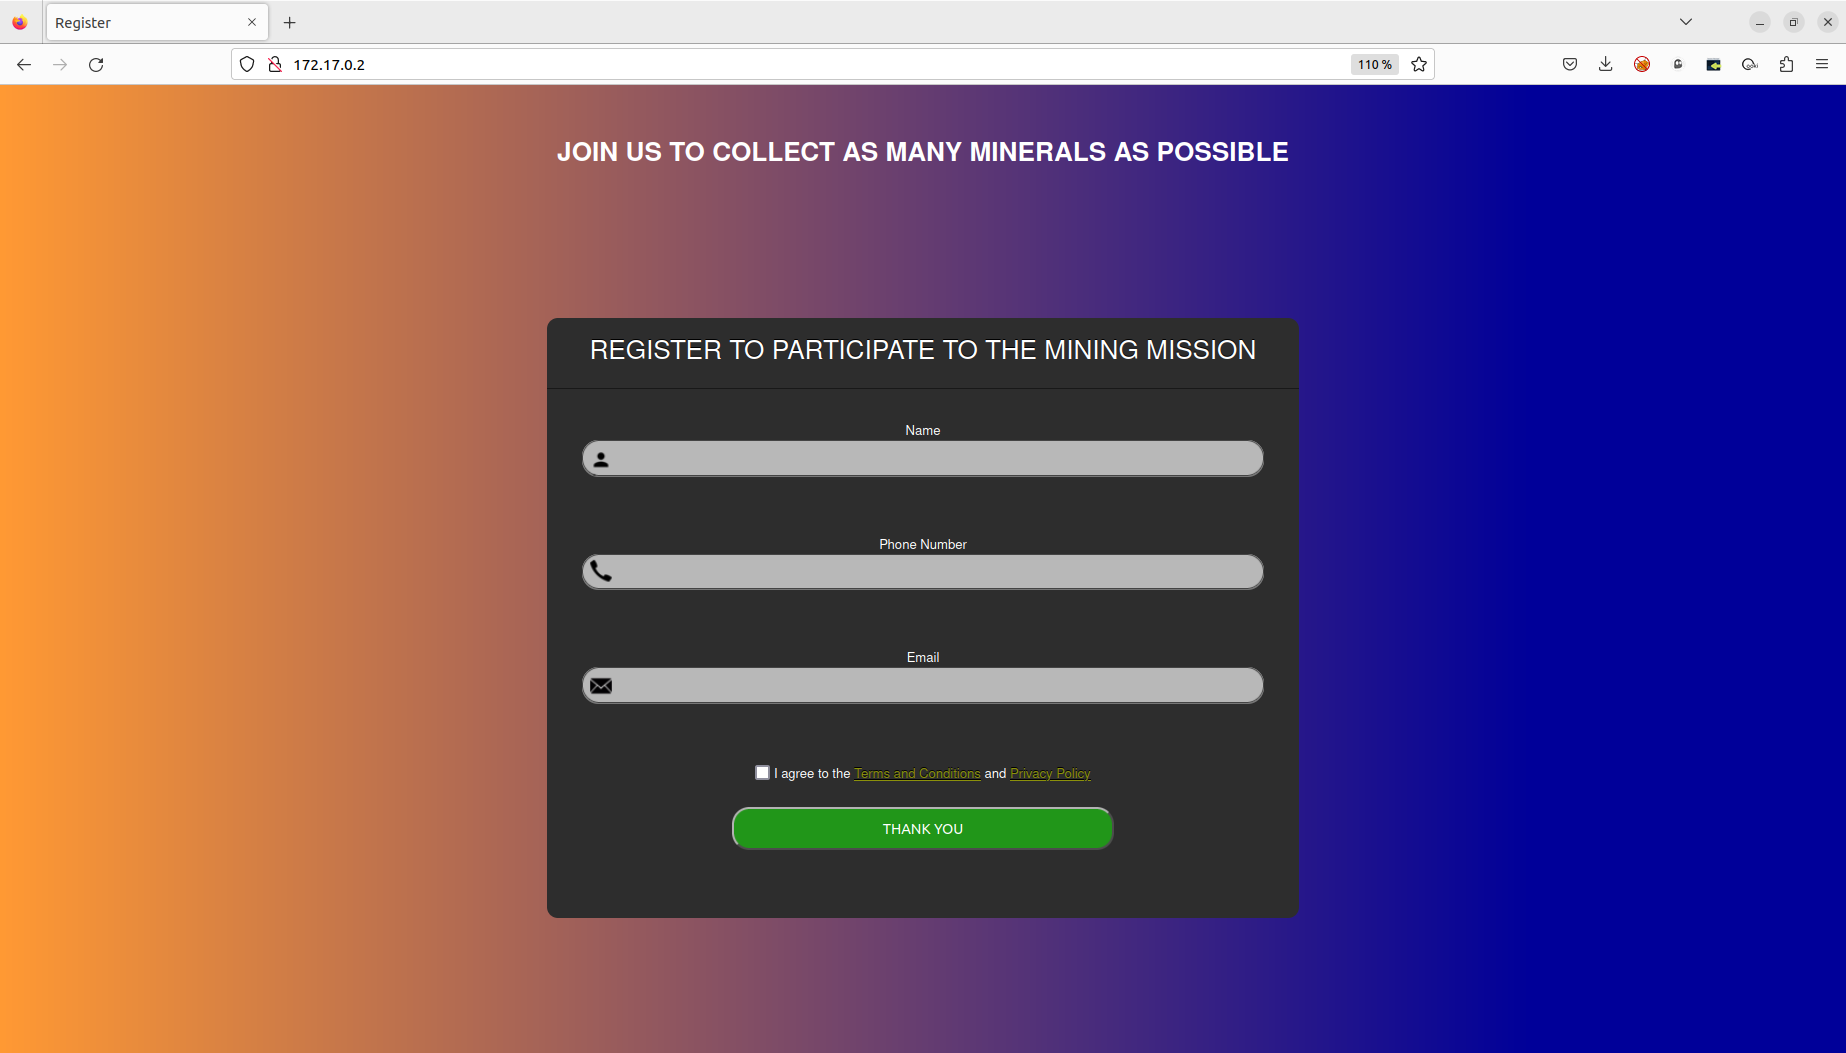 Register
172.17.0.2
110 %
JOIN US TO COLLECT AS MANY MINERALS AS POSSIBLE
REGISTER TO PARTICIPATE TO THE MINING MISSION
Name
Phone Number
Email
I agree to the Terms and Conditions and Privacy Policy
THANK YOU